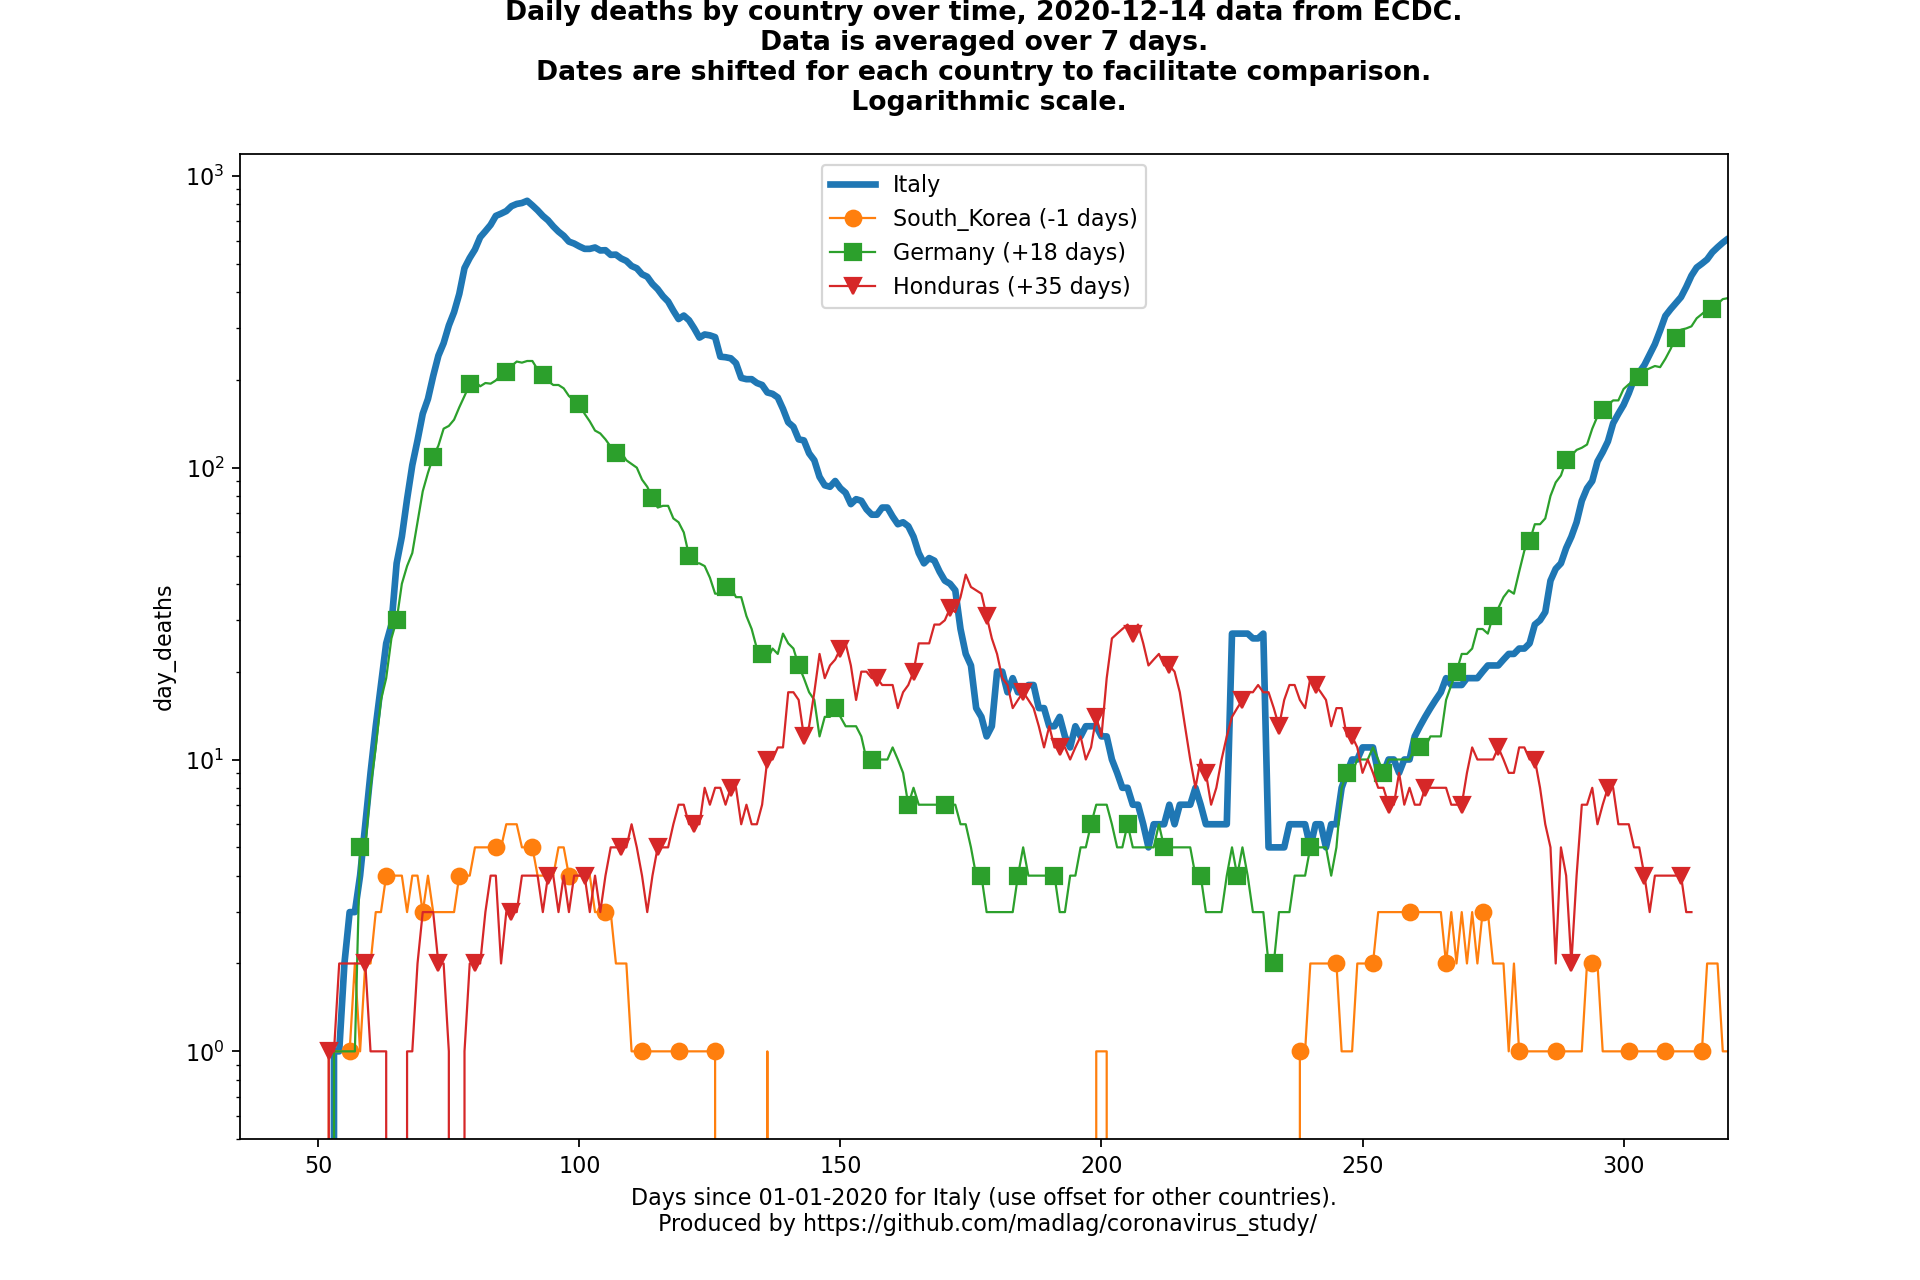 Daily deaths by country over time, 2020-12-14 data from ECDC.
Data is averaged over 7 days.
Dates are shifted for each country to facilitate comparison.
Logarithmic scale.
Italy
South_Korea (-1 days)
Germany (+18 days)
Honduras (+35 days)
day_deaths
10³
10²
10¹
10⁰
50 100 150 200 250 300
Days since 01-01-2020 for Italy (use offset for other countries).
Produced by https://github.com/madlag/coronavirus_study/